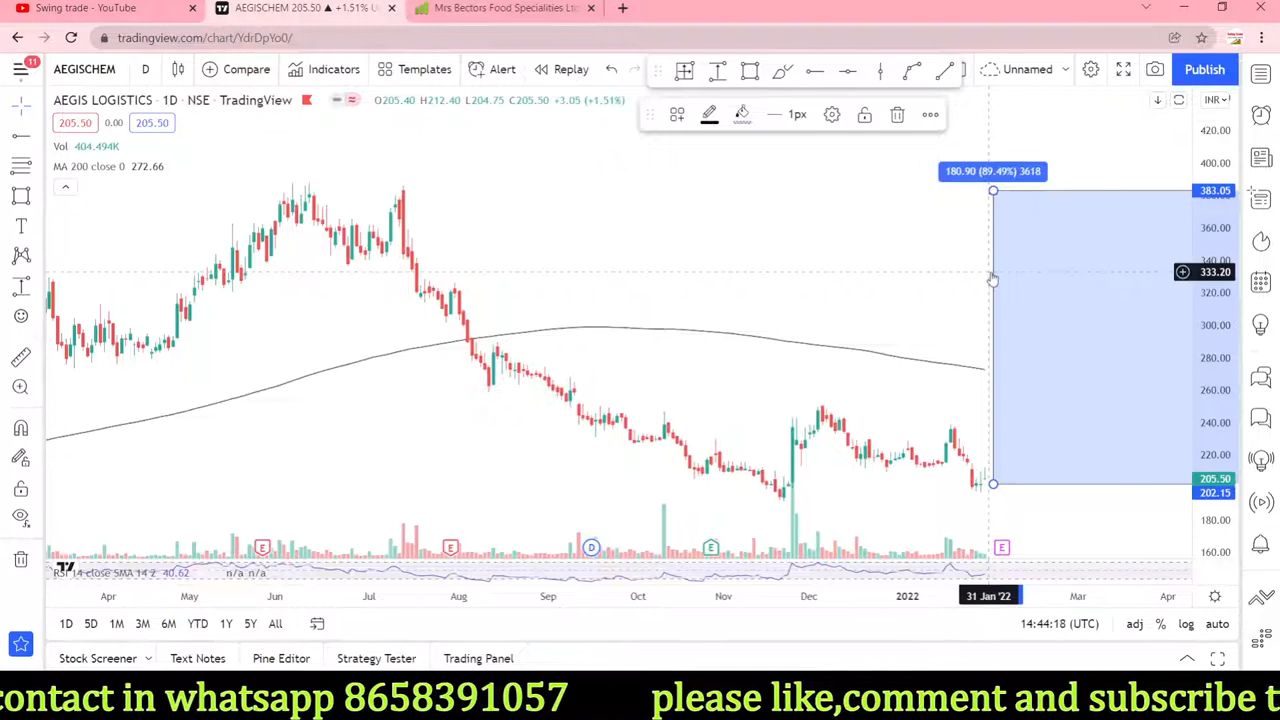 Swing trade - YouTube
AEGISCHEM 205.50 ▲ +1.51% U
Mrs Bectors Food Specialities Ltd
tradingview.com/chart/YdrDpYo0/
11
AEGISCHEM
D
Compare
Indicators
Templates
Alert
Replay
Unnamed
Publish
AEGIS LOGISTICS • 1D • NSE • TradingView
O205.40 H212.40 L204.75 C205.50 +3.05 (+1.51%)
1px
INR
205.50
0.00
205.50
Vol 404.494K
MA 200 close 0 272.66
180.90 (89.49%) 3618
420.00
400.00
383.05
360.00
340.00
333.20
320.00
300.00
280.00
260.00
240.00
220.00
205.50
202.15
180.00
160.00
E
E
D
E
E
RSI 14 close SMA 14 2 40.62 n/a n/a
Apr
May
Jun
Jul
Aug
Sep
Oct
Nov
Dec
2022
31 Jan '22
Mar
Apr
1D
5D
1M
3M
6M
YTD
1Y
5Y
All
14:44:18 (UTC)
adj
%
log
auto
Stock Screener
Text Notes
Pine Editor
Strategy Tester
Trading Panel
contact in whatsapp 8658391057
please like,comment and subscribe t